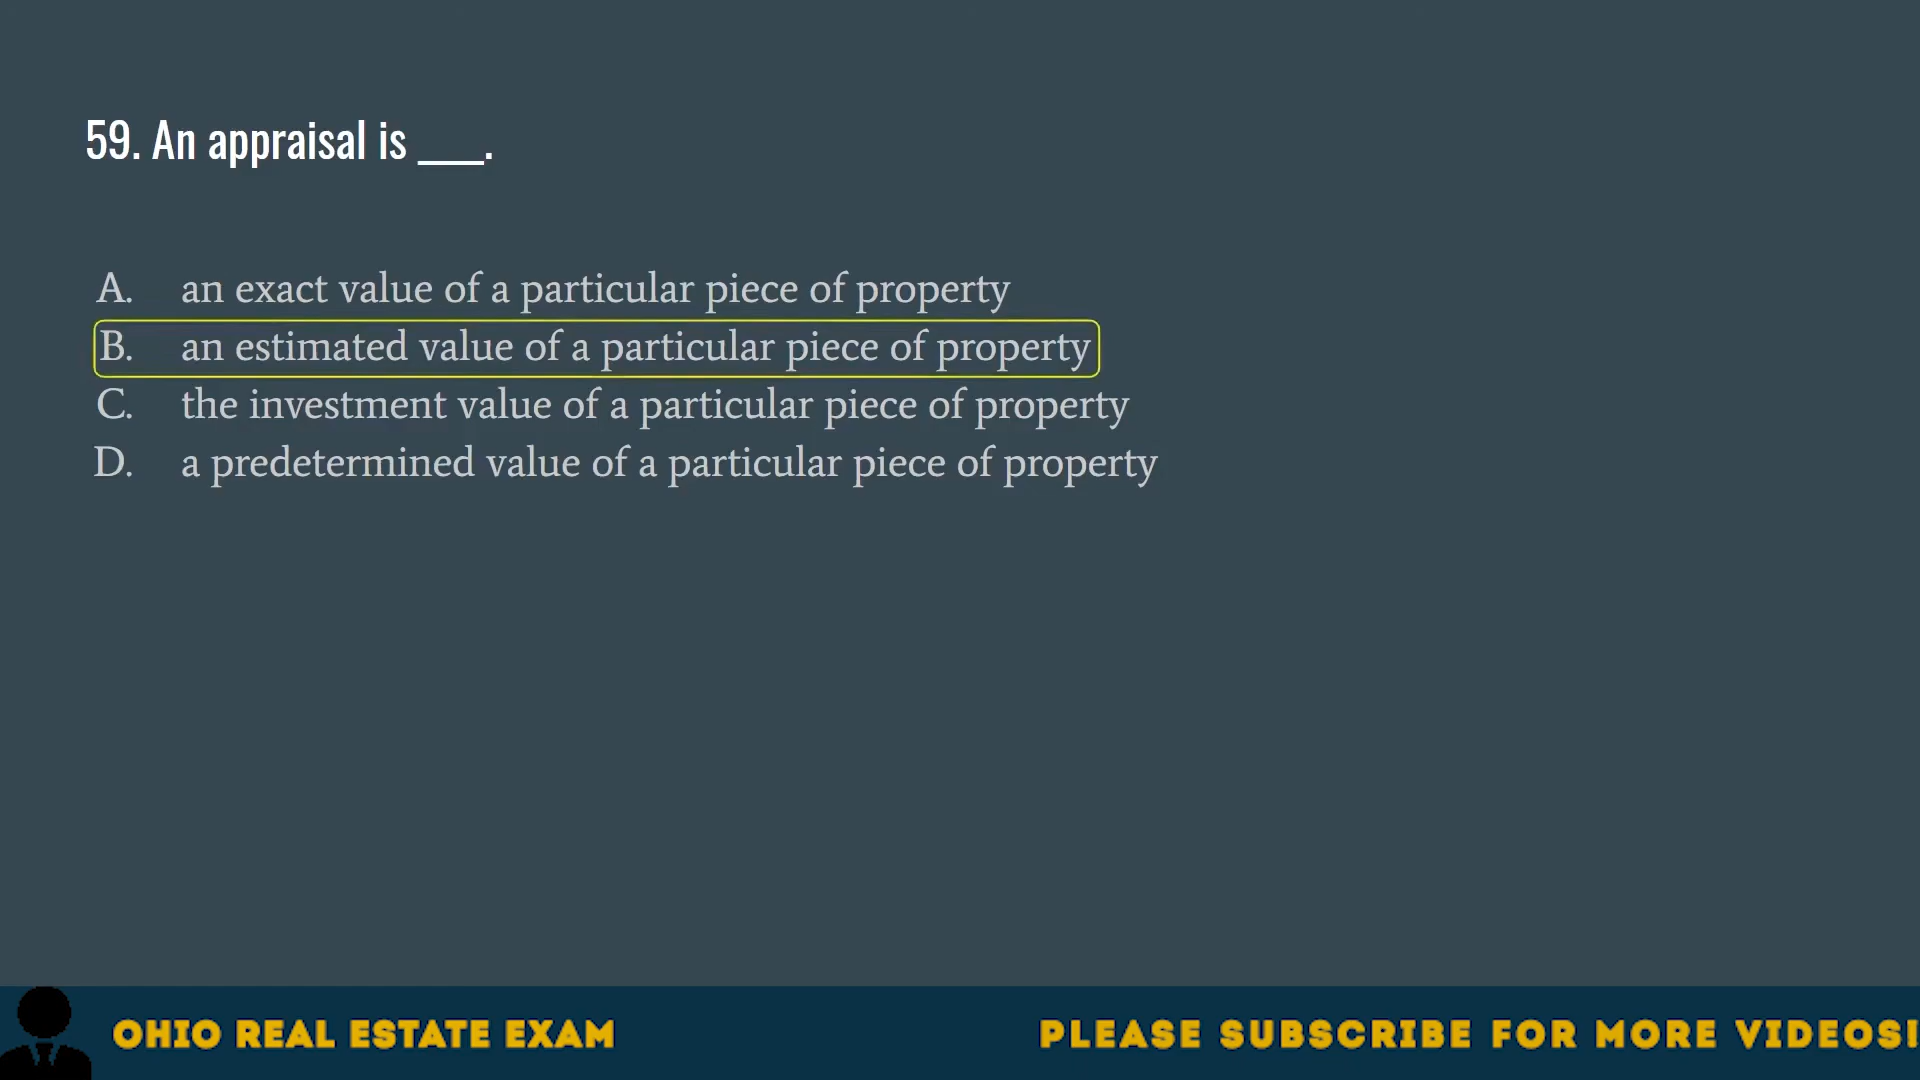 59. An appraisal is ____.
A. an exact value of a particular piece of property
B. an estimated value of a particular piece of property
C. the investment value of a particular piece of property
D. a predetermined value of a particular piece of property
OHIO REAL ESTATE EXAM
PLEASE SUBSCRIBE FOR MORE VIDEOS!